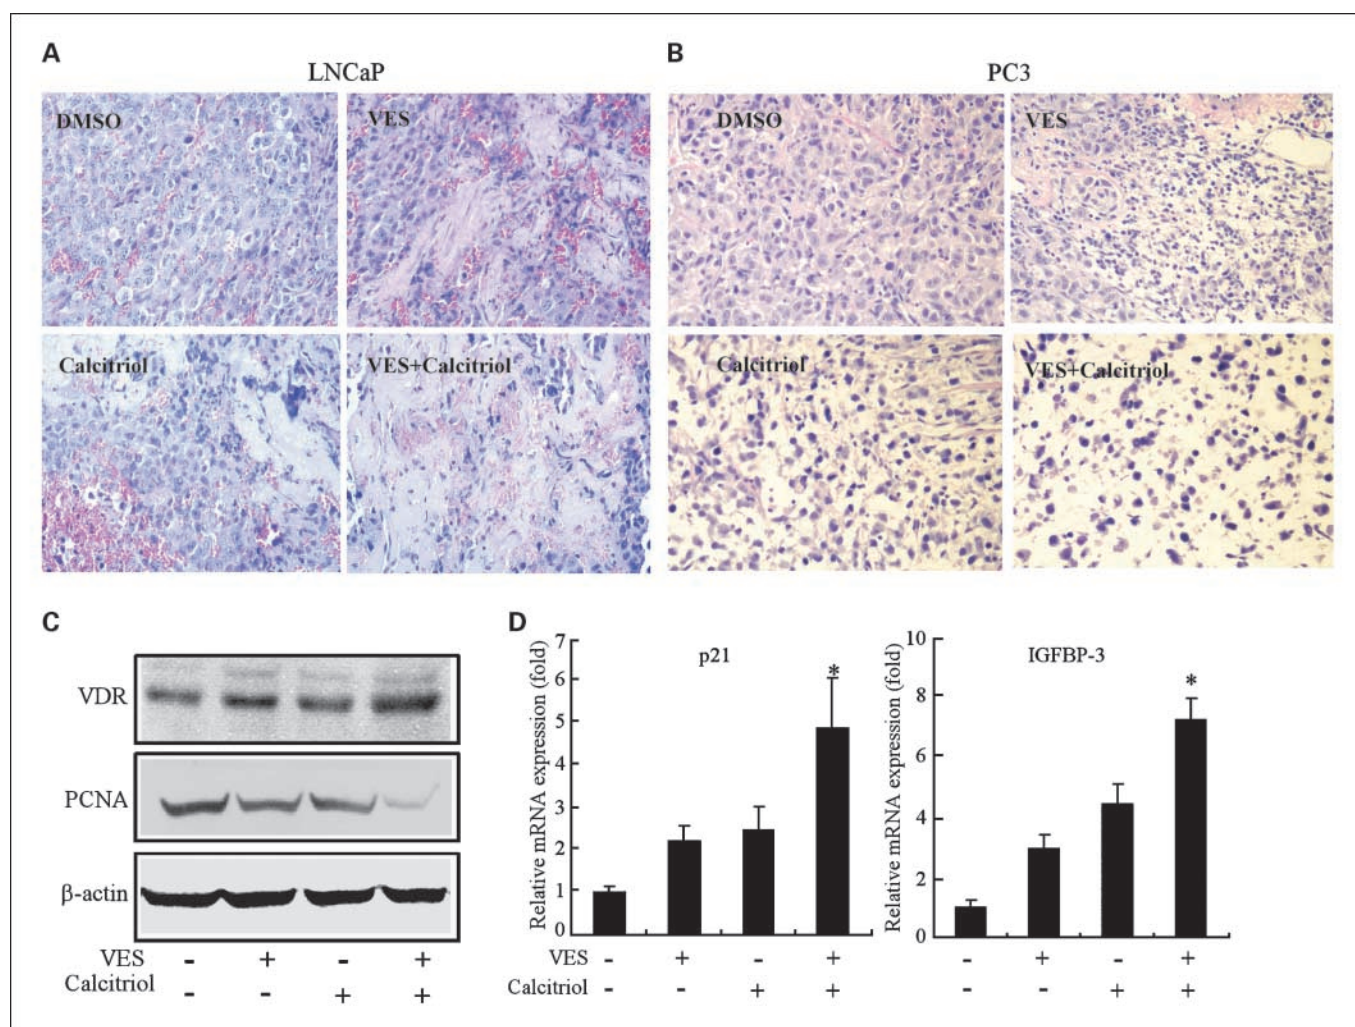 A
LNCaP
DMSO
VES
Calcitriol
VES+Calcitriol
B
PC3
DMSO
VES
Calcitriol
VES+Calcitriol
C
VDR
PCNA
β-actin
VES - + - +
Calcitriol - - + +
D
Relative mRNA expression (fold)
7
6
5
4
3
2
1
0
p21
*
VES - + - +
Calcitriol - - + +
Relative mRNA expression (fold)
10
8
6
4
2
0
IGFBP-3
*
- + - +
- - + +